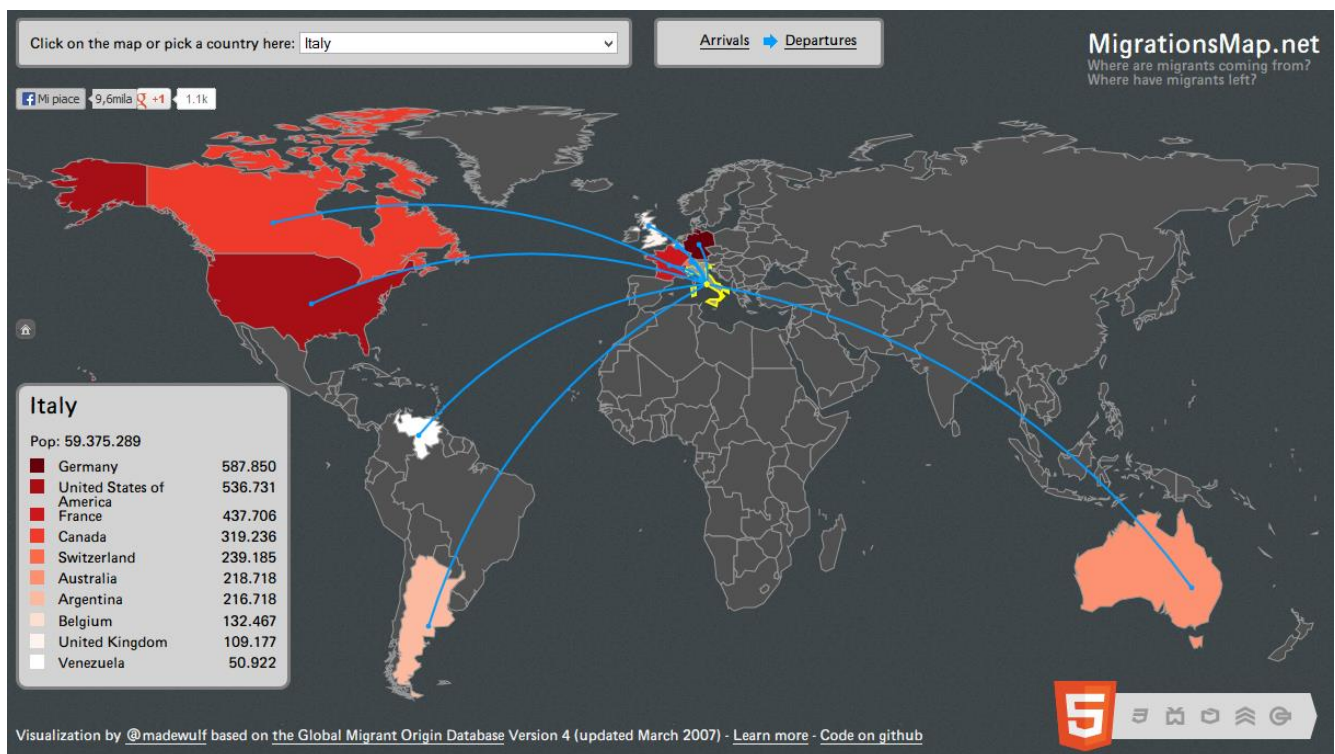 Click on the map or pick a country here: Italy
Arrivals Departures
MigrationsMap.net
Where are migrants coming from?
Where have migrants left?
Mi piace 9,6mila +1 1.1k
Italy
Pop: 59.375.289
Germany 587.850
United States of 536.731
America
France 437.706
Canada 319.236
Switzerland 239.185
Australia 218.718
Argentina 216.718
Belgium 132.467
United Kingdom 109.177
Venezuela 50.922
Visualization by @madewulf based on the Global Migrant Origin Database Version 4 (updated March 2007) - Learn more - Code on github